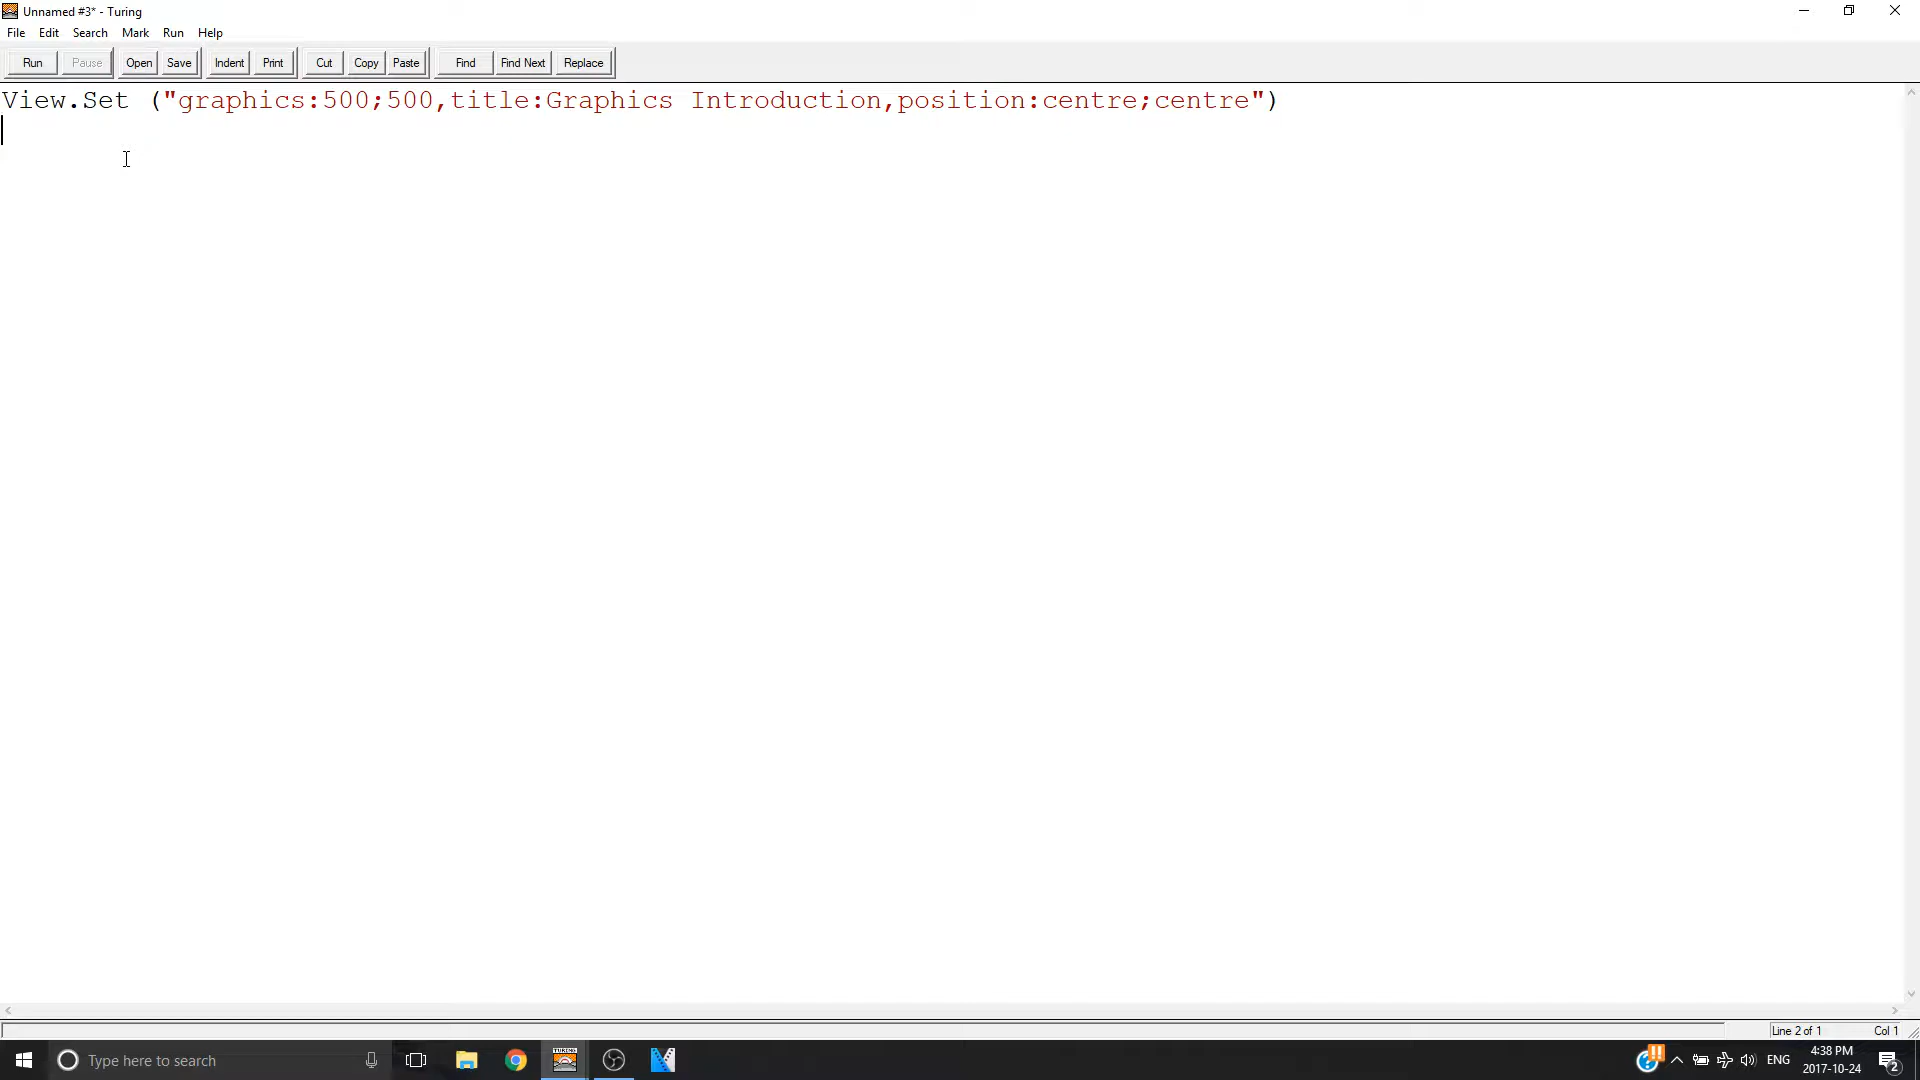 Unnamed #3* - Turing
File Edit Search Mark Run Help
Run Pause Open Save Indent Print Cut Copy Paste Find Find Next Replace
View.Set ("graphics:500;500,title:Graphics Introduction,position:centre;centre")
Line 2 of 1 Col 1
Type here to search TURING ENG 4:38 PM
2017-10-24 2